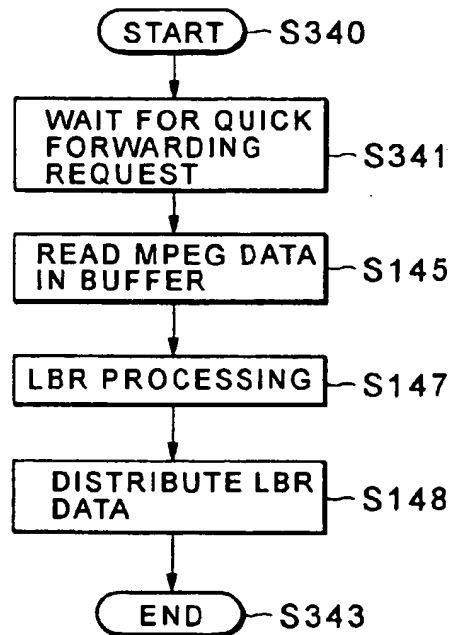 START S340
WAIT FOR QUICK
FORWARDING
REQUEST S341
READ MPEG DATA
IN BUFFER S145
LBR PROCESSING S147
DISTRIBUTE LBR
DATA S148
END S343